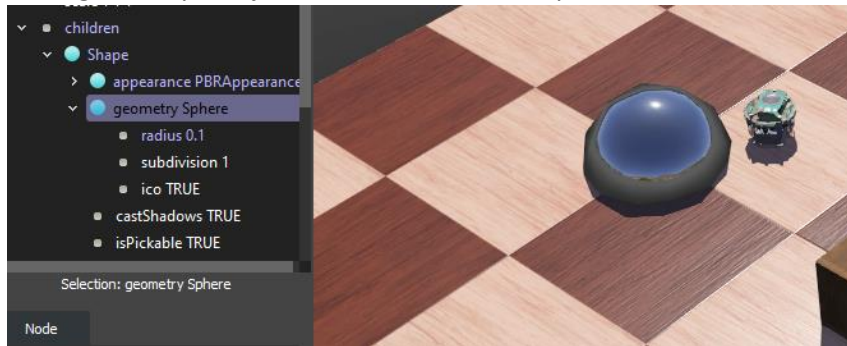 children
Shape
appearance PBRAppearance
geometry Sphere
radius 0.1
subdivision 1
ico TRUE
castShadows TRUE
isPickable TRUE
Selection: geometry Sphere
Node